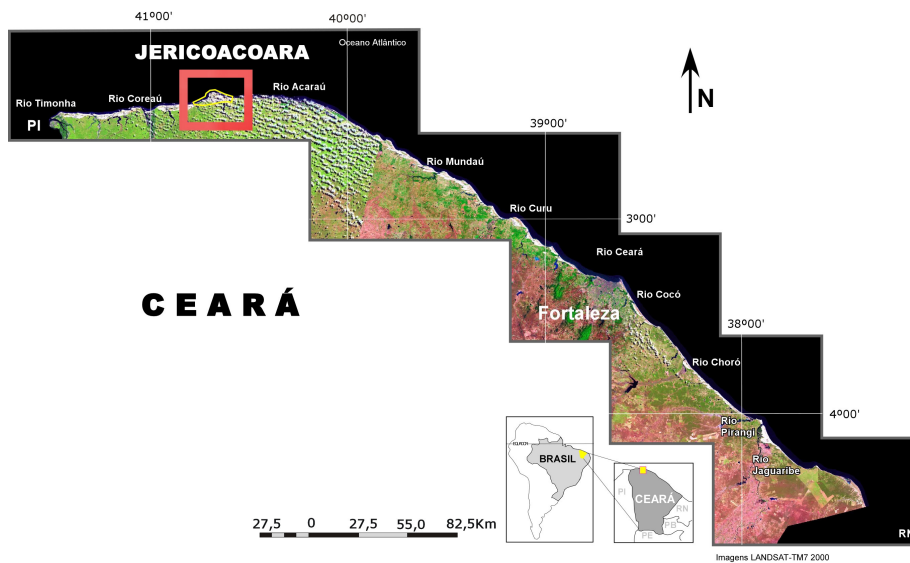 41º00'
40º00'
JERICOACOARA
Oceano Atlântico
Rio Timonha
Rio Coreaú
Rio Acaraú
PI
N
39º00'
Rio Mundaú
Rio Curu
3º00'
Rio Ceará
CEARÁ
Rio Cocó
Fortaleza
38º00'
Rio Choró
4º00'
Rio
Pirangi
Rio
Jaguaribe
BRASIL
CEARÁ
PI
RN
PB
PE
27,5 0 27,5 55,0 82,5Km
RN
Imagens LANDSAT-TM7 2000